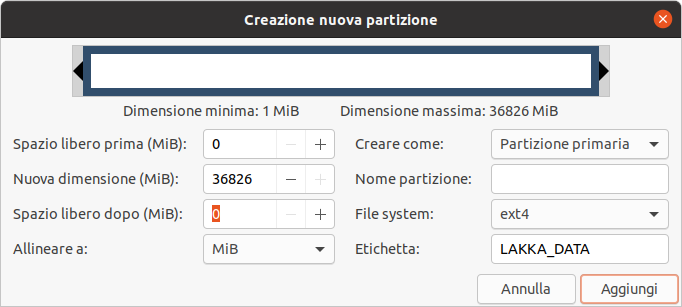 Creazione nuova partizione
Dimensione minima: 1 MiB Dimensione massima: 36826 MiB
Spazio libero prima (MiB): 0 Creare come: Partizione primaria
Nuova dimensione (MiB): 36826 Nome partizione:
Spazio libero dopo (MiB): 0 File system: ext4
Allineare a: MiB Etichetta: LAKKA_DATA
Annulla Aggiungi